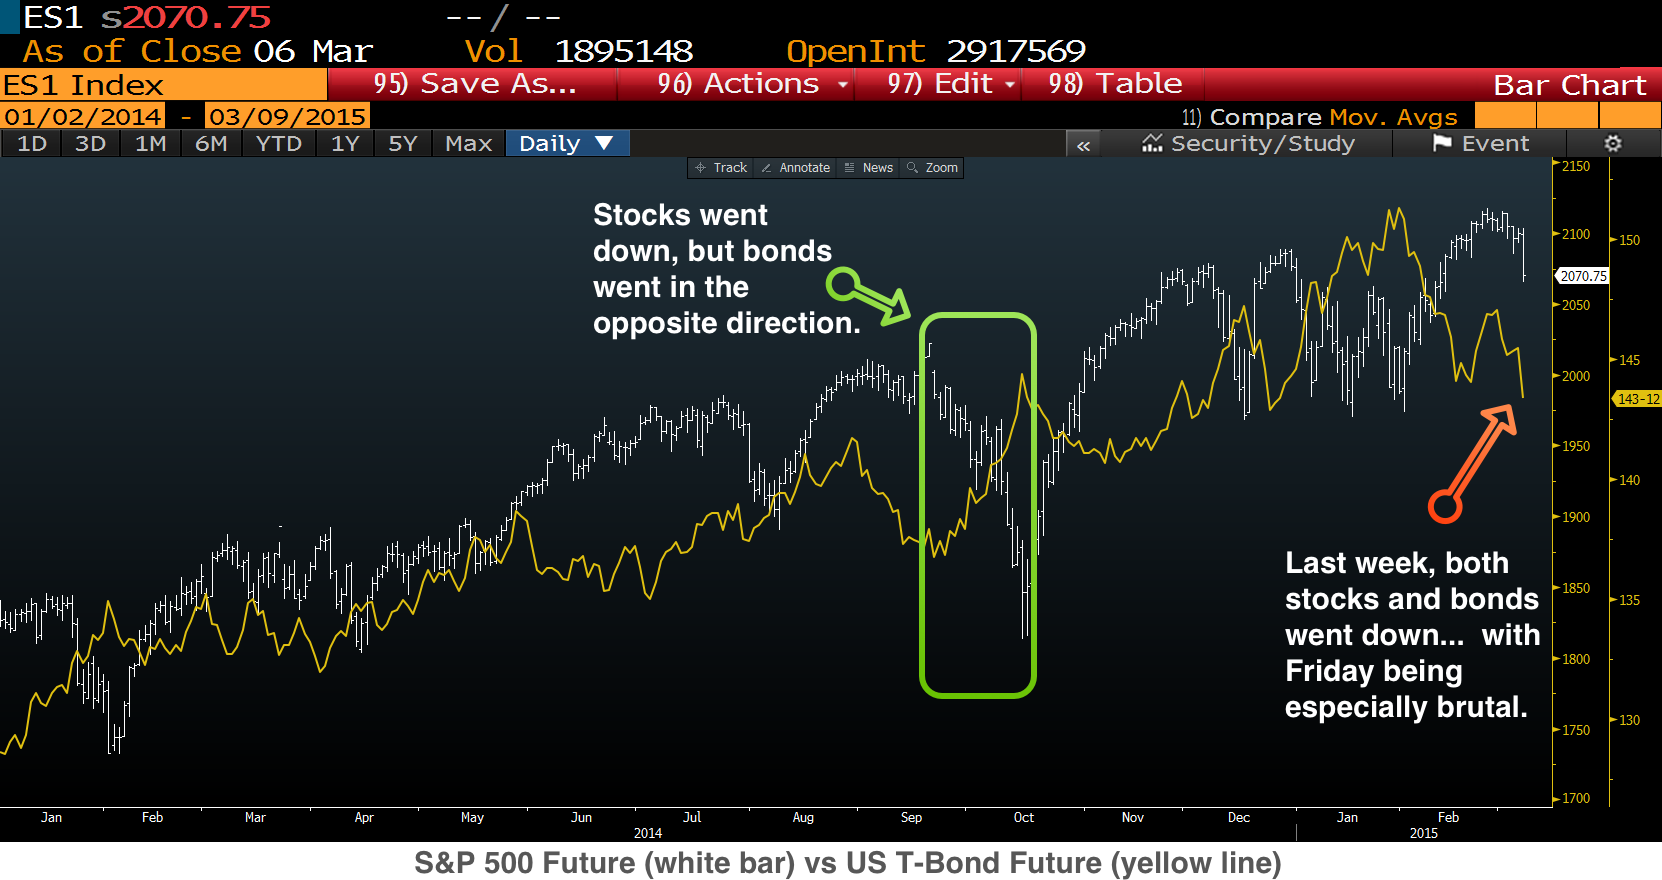 ES1 s2070.75 --/--
As of Close 06 Mar Vol 1895148 OpenInt 2917569
ES1 Index 95) Save As... 96) Actions 97) Edit 98) Table Bar Chart
01/02/2014 - 03/09/2015 11) Compare Mov. Avgs
1D 3D 1M 6M YTD 1Y 5Y Max Daily ▼ « Security/Study Event
Track Annotate News Zoom
Stocks went
down, but bonds
went in the
opposite direction.
Last week, both
stocks and bonds
went down... with
Friday being
especially brutal.
2150
2100
2070.75
2050
2000
1950
1900
1850
1800
1750
1700
150
145
143-12
140
135
130
Jan Feb Mar Apr May Jun Jul Aug Sep Oct Nov Dec Jan Feb
2014 2015
S&P 500 Future (white bar) vs US T-Bond Future (yellow line)